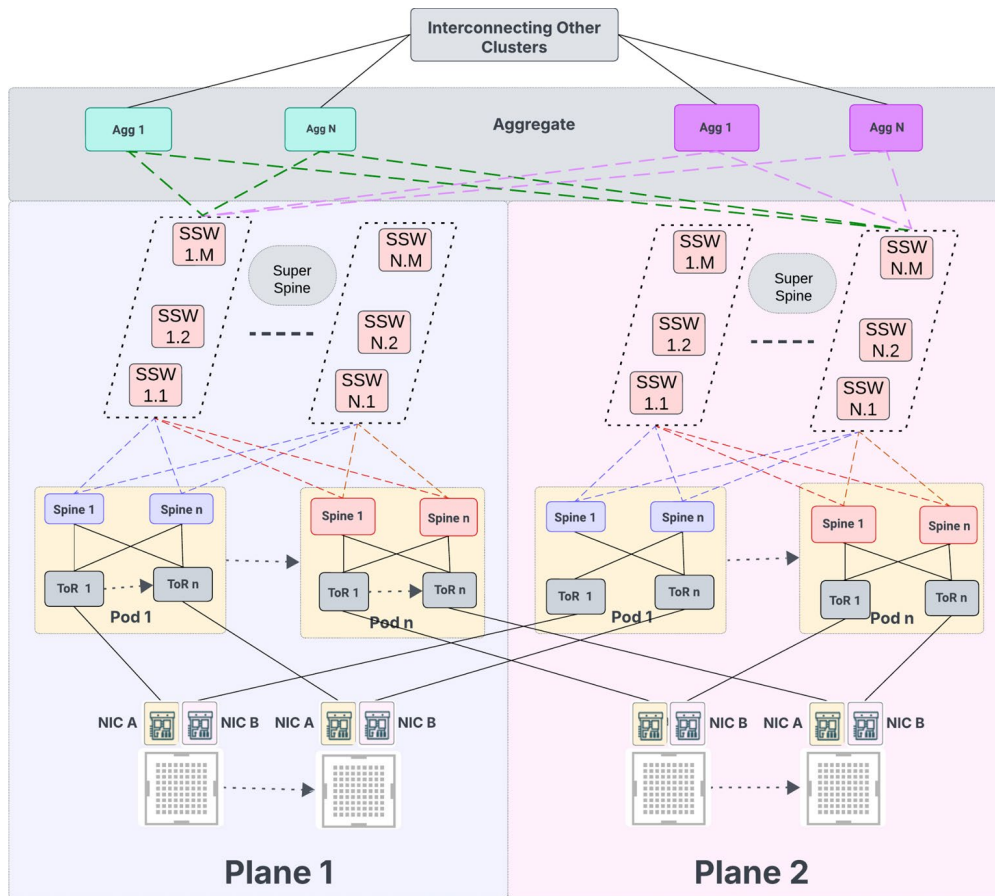 Interconnecting Other
Clusters
Agg 1
Agg N
Aggregate
Agg 1
Agg N
SSW
1.M
Super
Spine
SSW
N.M
SSW
1.2
SSW
N.2
SSW
1.1
SSW
N.1
SSW
1.M
Super
Spine
SSW
N.M
SSW
1.2
SSW
N.2
SSW
1.1
SSW
N.1
Spine 1
Spine n
ToR 1
ToR n
Pod 1
Spine 1
Spine n
ToR 1
ToR n
Pod n
Spine 1
Spine n
ToR 1
ToR n
Pod1
Spine 1
Spine n
ToR 1
ToR n
Pod n
NIC A
NIC B
NIC A
NIC B
NIC B
NIC A
NIC B
Plane 1
Plane 2